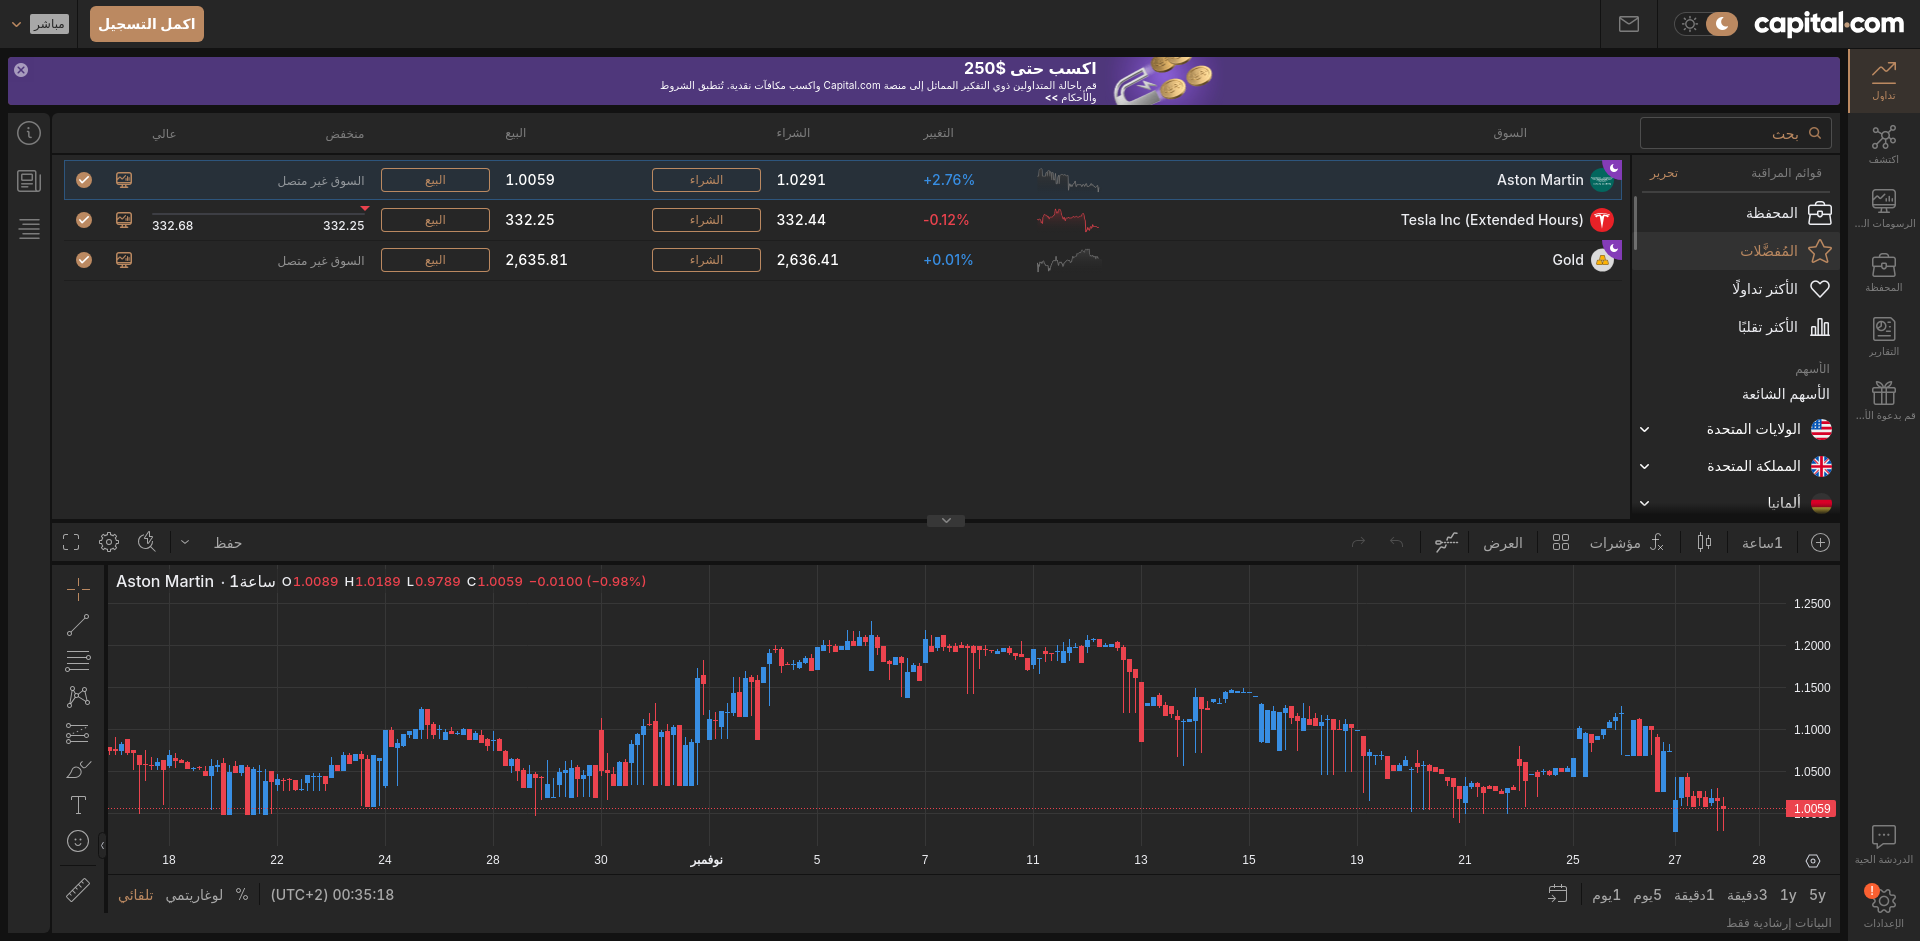 capital.com
اكمل التسجيل
مباشر
اكسب حتى $250
قم بإحالة المتداولين ذوي التفكير المماثل إلى منصة Capital.com واكسب مكافآت نقدية. تُطبق الشروط
والأحكام >>
تداول
اكتشف
الرسومات الـ...
المحفظة
التقارير
قم بدعوة الأ...
الدردشة الحية
!
الإعدادات
بحث
قوائم المراقبة
تحرير
المحفظة
المُفضَّلات
الأكثر تداولًا
الأكثر تقلبًا
الأسهم
الأسهم الشائعة
الولايات المتحدة
المملكة المتحدة
ألمانيا
السوق التغيير الشراء البيع منخفض عالي
Aston Martin +2.76% 1.0291 الشراء 1.0059 البيع السوق غير متصل
Tesla Inc (Extended Hours) -0.12% 332.44 الشراء 332.25 البيع 332.25 332.68
Gold +0.01% 2,636.41 الشراء 2,635.81 البيع السوق غير متصل
1ساعة مؤشرات العرض حفظ
Aston Martin · 1ساعة O1.0089 H1.0189 L0.9789 C1.0059 −0.0100 (−0.98%)
1.2500
1.2000
1.1500
1.1000
1.0500
1.0059
18 22 24 28 30 نوفمبر 5 7 11 13 15 19 21 25 27 28
5y 1y 3دقيقة 1دقيقة 5يوم 1يوم
00:35:18 (UTC+2)
% لوغاريتمي تلقائي
البيانات إرشادية فقط